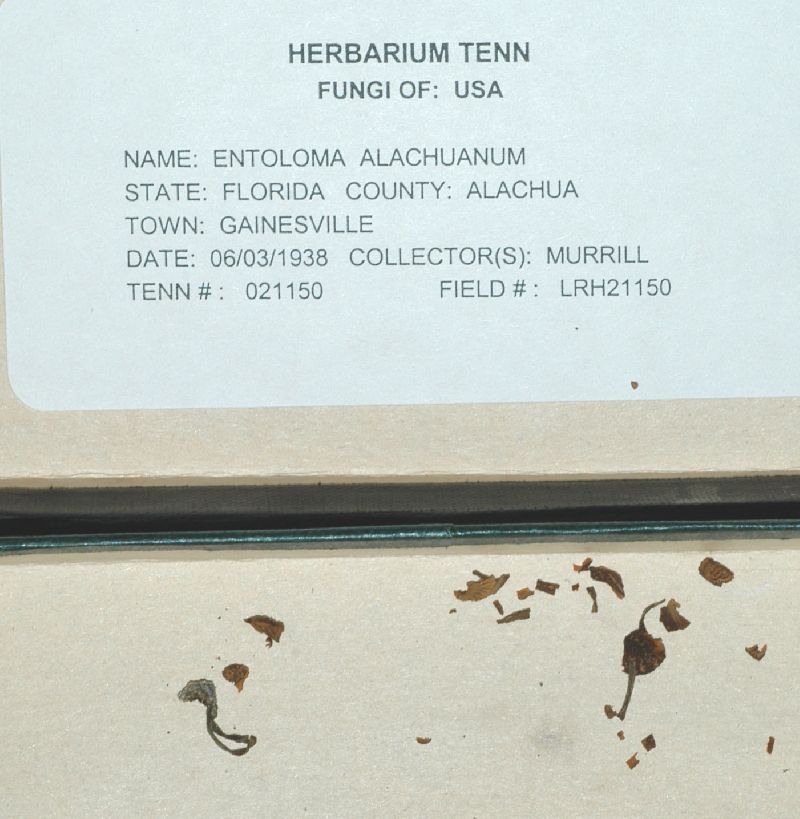 HERBARIUM TENN
FUNGI OF: USA
NAME: ENTOLOMA ALACHUANUM
STATE: FLORIDA COUNTY: ALACHUA
TOWN: GAINESVILLE
DATE: 06/03/1938 COLLECTOR(S): MURRILL
TENN # : 021150 FIELD # : LRH21150